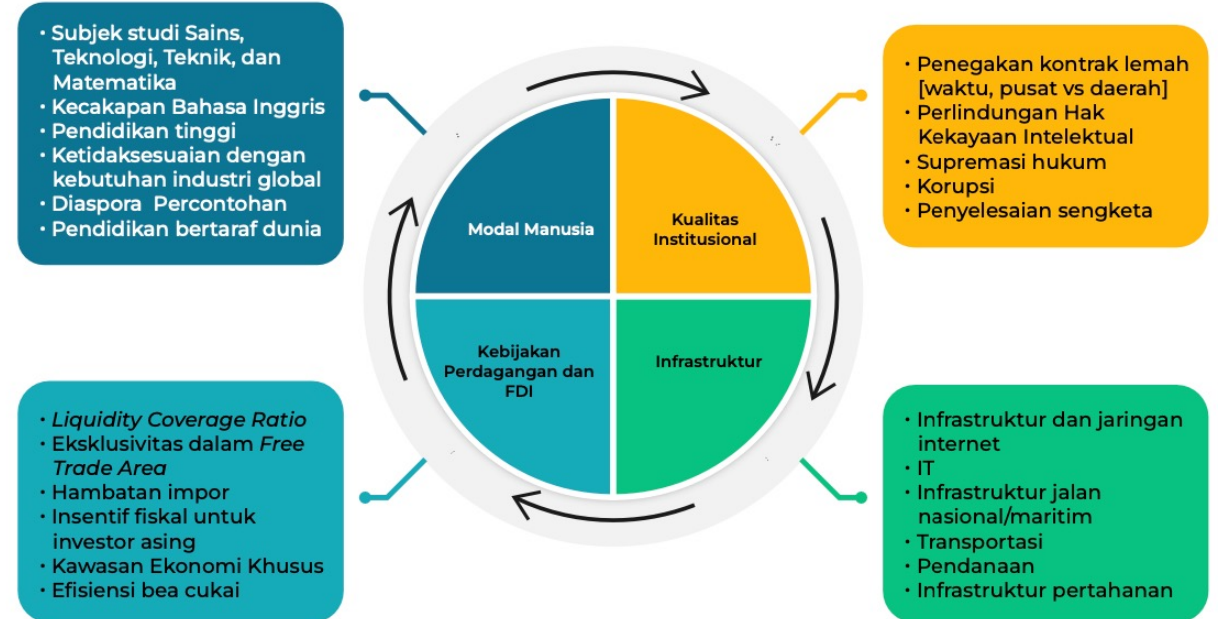 • Subjek studi Sains,
Teknologi, Teknik, dan
Matematika
• Kecakapan Bahasa Inggris
• Pendidikan tinggi
• Ketidaksesuaian dengan
kebutuhan industri global
• Diaspora Percontohan
• Pendidikan bertaraf dunia
• Penegakan kontrak lemah
[waktu, pusat vs daerah]
• Perlindungan Hak
Kekayaan Intelektual
• Supremasi hukum
• Korupsi
• Penyelesaian sengketa
Modal Manusia
Kualitas
Institusional
Kebijakan
Perdagangan dan
FDI
Infrastruktur
• Liquidity Coverage Ratio
• Eksklusivitas dalam Free
Trade Area
• Hambatan impor
• Insentif fiskal untuk
investor asing
• Kawasan Ekonomi Khusus
• Efisiensi bea cukai
• Infrastruktur dan jaringan
internet
• IT
• Infrastruktur jalan
nasional/maritim
• Transportasi
• Pendanaan
• Infrastruktur pertahanan